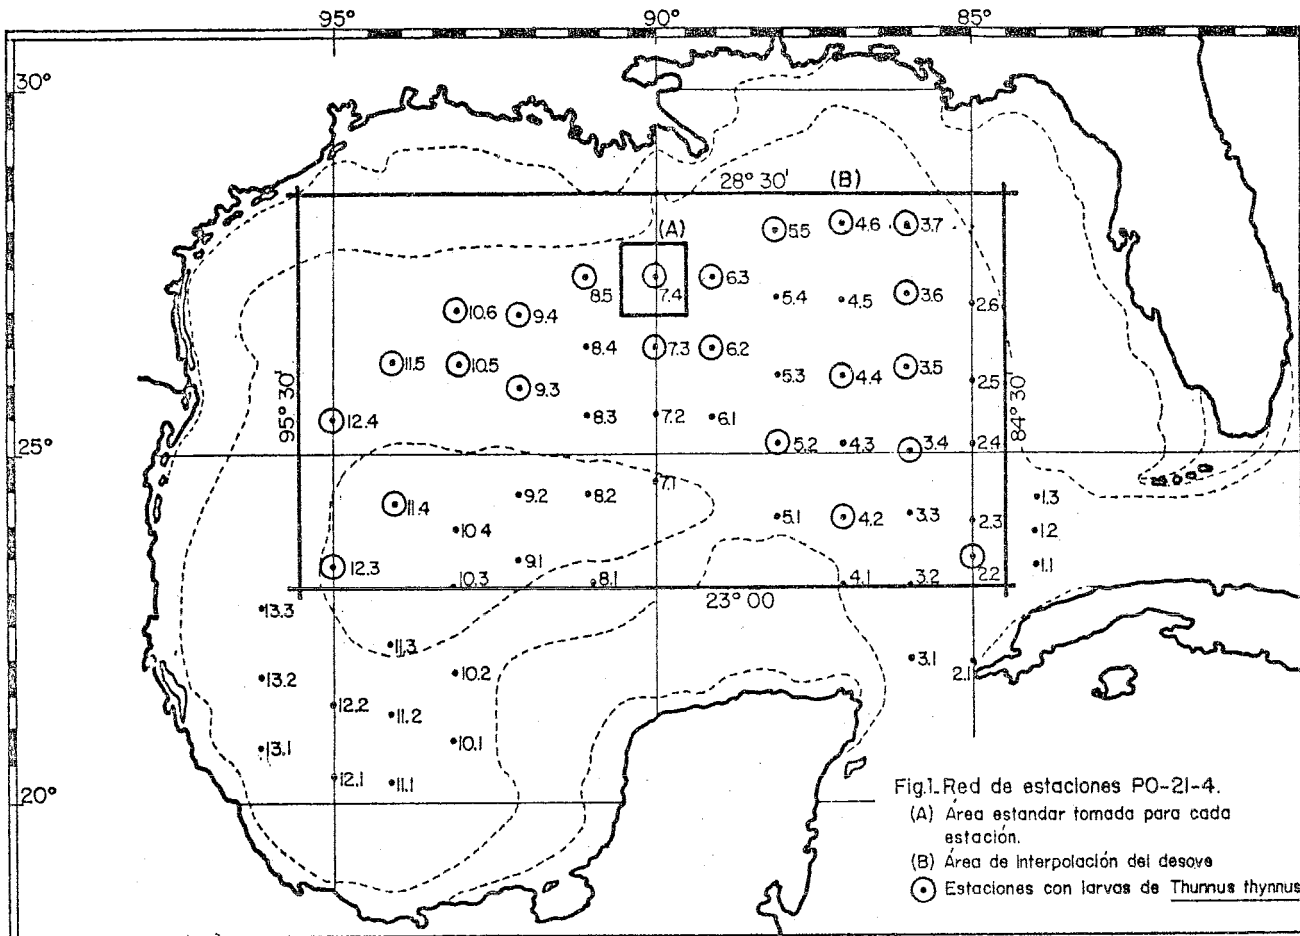 95° 90° 85°
30°
28° 30' (B)
(A)
5.5 4.6 3.7
8.5 7.4 6.3
5.4 4.5 3.6 2.6
10.6 9.4
8.4 7.3 6.2
11.5 10.5 5.3 4.4 3.5 2.5
9.3
95° 30' 84° 30'
12.4 8.3 7.2 6.1
5.2 4.3 3.4 2.4
25°
7.1
9.2 8.2 1.3
11.4
5.1 4.2 3.3 2.3
10.4 1.2
9.1 1.1
12.3 2.2
10.3 8.1 4.1 3.2
23° 00
13.3
11.3 3.1 2.1
13.2 10.2
12.2 11.2
13.1 10.1
12.1 11.1
20°
Fig.1_Red de estaciones PO-21-4.
(A) Área estandar tomada para cada
estación.
(B) Área de Interpolación del desove
Estaciones con larvas de Thunnus thynnus